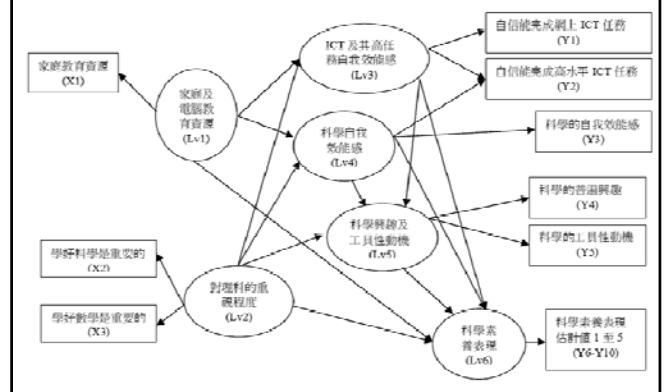 家庭教育資源
(X1)
家庭及
電腦教
育資源
(Lv1)
ICT 及其高任
務自我效能感
(Lv3)
自信能完成網上 ICT 任務
(Y1)
自信能完成高水平 ICT 任務
(Y2)
科學自我
效能感
(Lv4)
科學的自我效能感
(Y3)
科學的普遍興趣
(Y4)
科學興趣及
工具性動機
(Lv5)
科學的工具性動機
(Y5)
學好科學是重要的
(X2)
對理科的重
視程度
(Lv2)
學好數學是重要的
(X3)
科學素
養表現
(Lv6)
科學素養表現
估計值 1 至 5
(Y6-Y10)